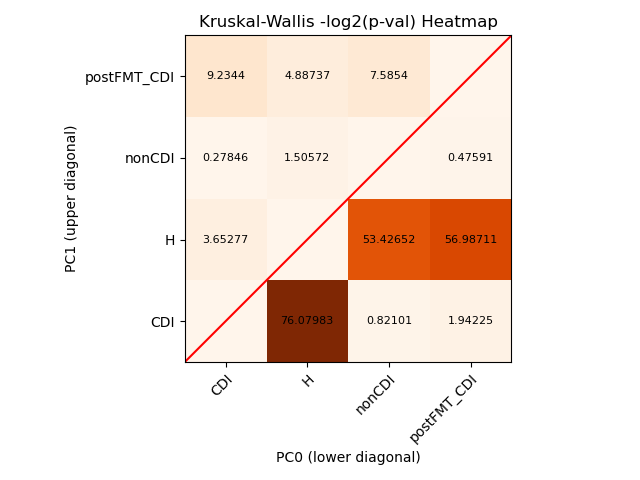 Kruskal-Wallis -log2(p-val) Heatmap
postFMT_CDI 9.2344 4.88737 7.5854
nonCDI 0.27846 1.50572 0.47591
H 3.65277 53.42652 56.98711
CDI 76.07983 0.82101 1.94225
CDI H nonCDI postFMT_CDI
PC0 (lower diagonal)
PC1 (upper diagonal)